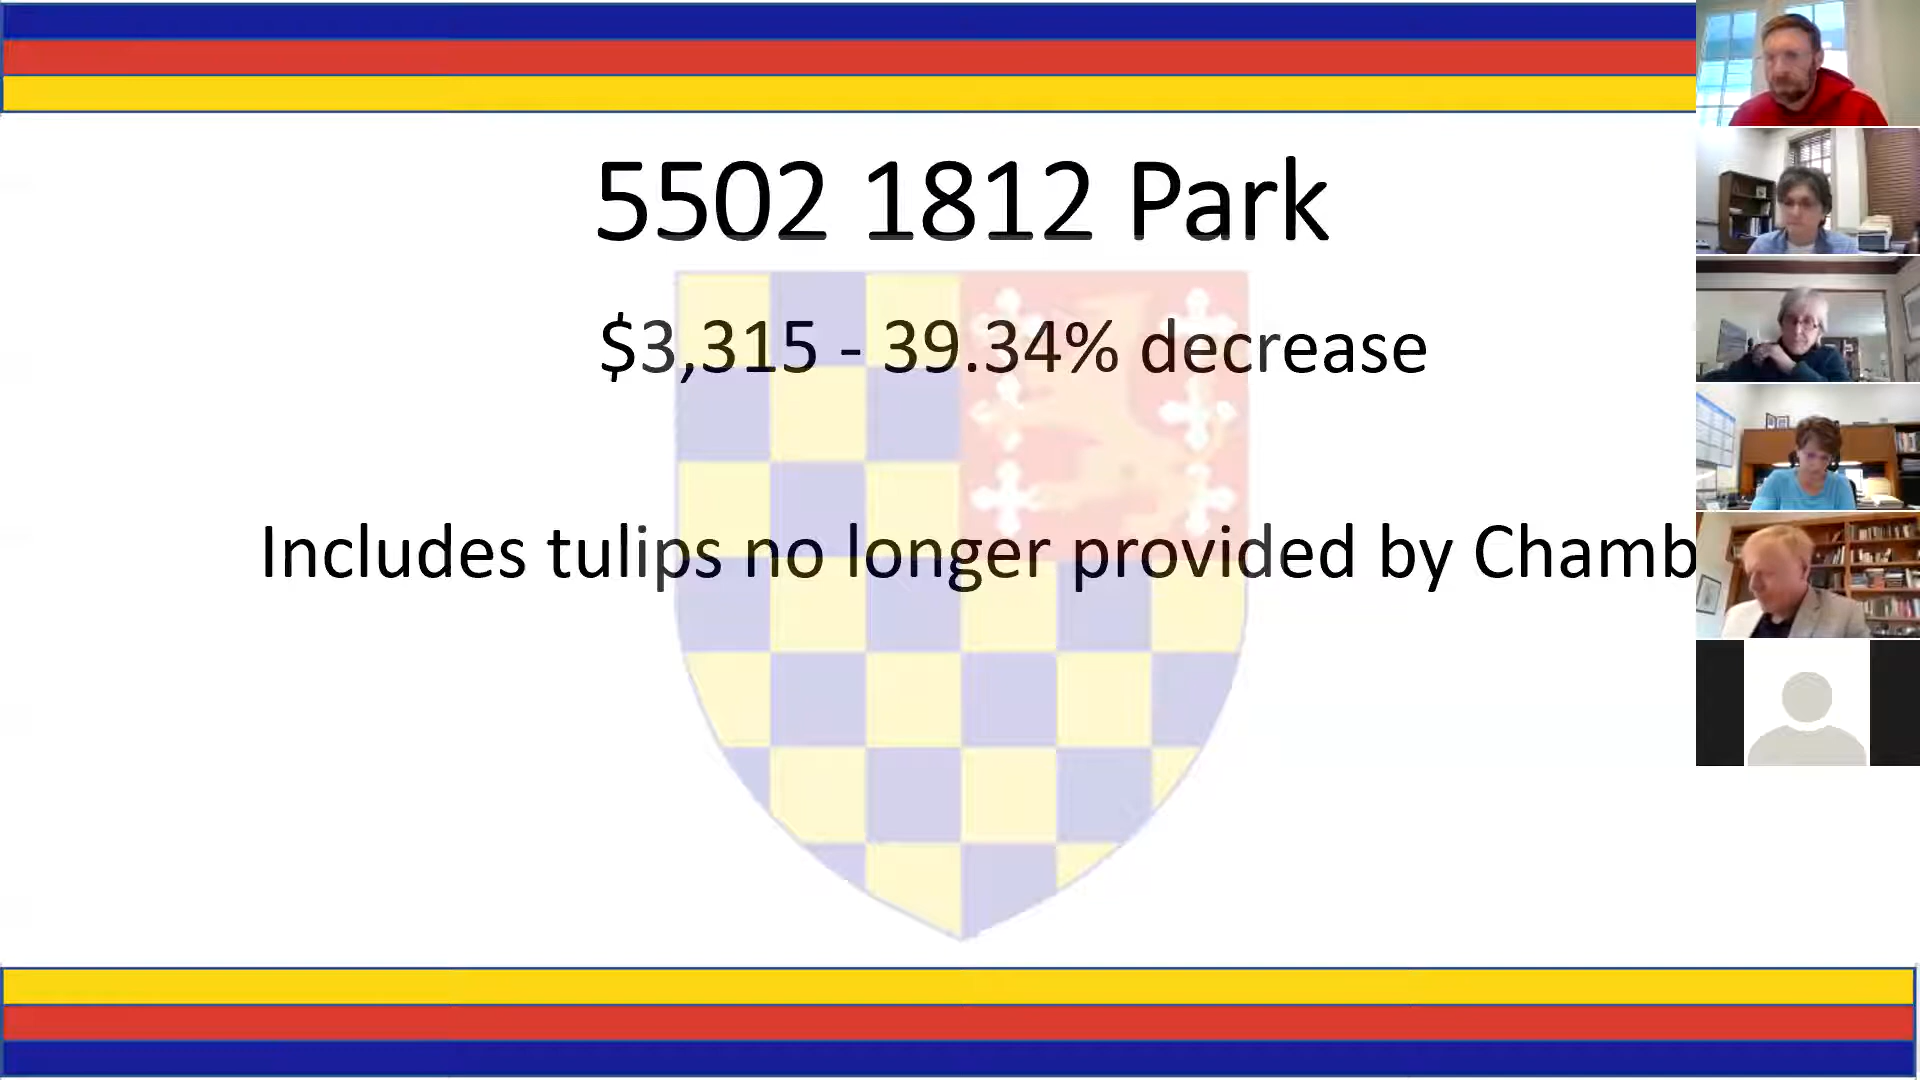 5502 1812 Park
$3,315 - 39.34% decrease
Includes tulips no longer provided by Chamb